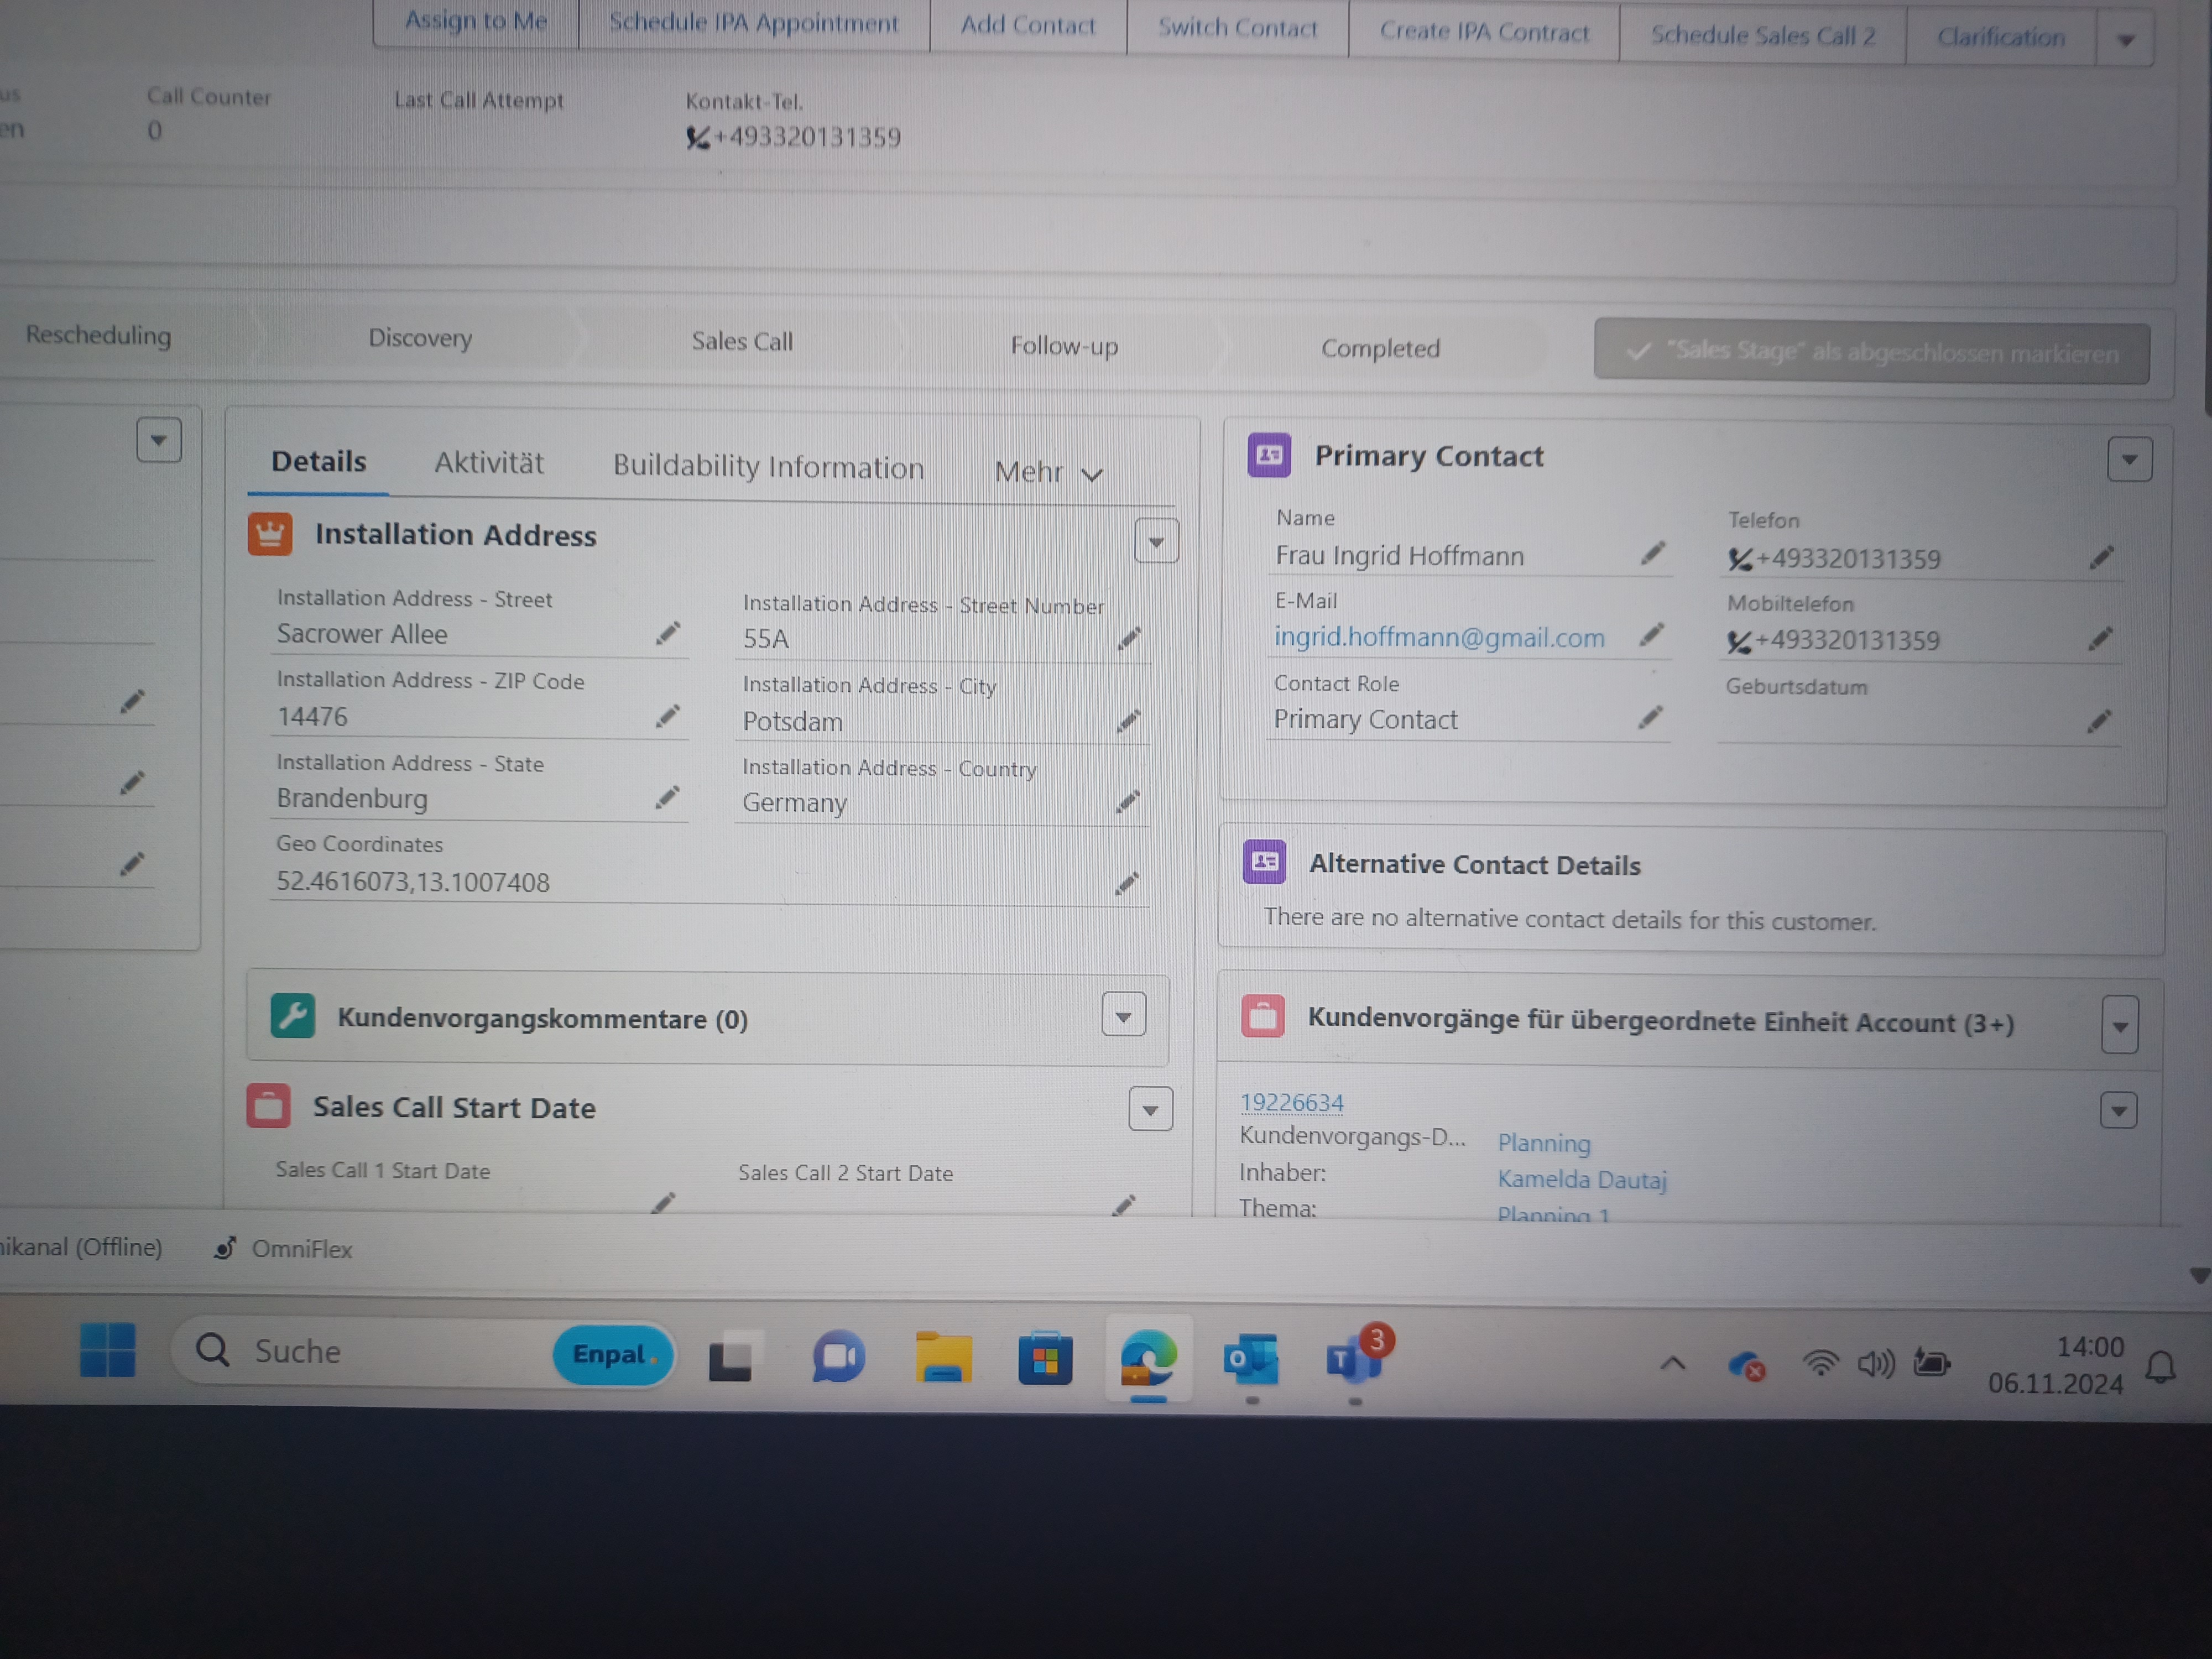 Assign to Me
Schedule IPA Appointment
Add Contact
Switch Contact
Create IPA Contract
Schedule Sales Call 2
Clarification
us
en
Call Counter
0
Last Call Attempt
Kontakt-Tel.
+493320131359
Rescheduling
Discovery
Sales Call
Follow-up
Completed
"Sales Stage" als abgeschlossen markieren
Details
Aktivität
Buildability Information
Mehr
Installation Address
Installation Address - Street
Sacrower Allee
Installation Address - Street Number
55A
Installation Address - ZIP Code
14476
Installation Address - City
Potsdam
Installation Address - State
Brandenburg
Installation Address - Country
Germany
Geo Coordinates
52.4616073,13.1007408
Kundenvorgangskommentare (0)
Sales Call Start Date
Sales Call 1 Start Date
Sales Call 2 Start Date
Primary Contact
Name
Frau Ingrid Hoffmann
Telefon
+493320131359
E-Mail
ingrid.hoffmann@gmail.com
Mobiltelefon
+493320131359
Contact Role
Primary Contact
Geburtsdatum
Alternative Contact Details
There are no alternative contact details for this customer.
Kundenvorgänge für übergeordnete Einheit Account (3+)
19226634
Kundenvorgangs-D... Planning
Inhaber: Kamelda Dautaj
Thema: Planning 1
nikanal (Offline)
OmniFlex
Suche
Enpal.
3
14:00
06.11.2024